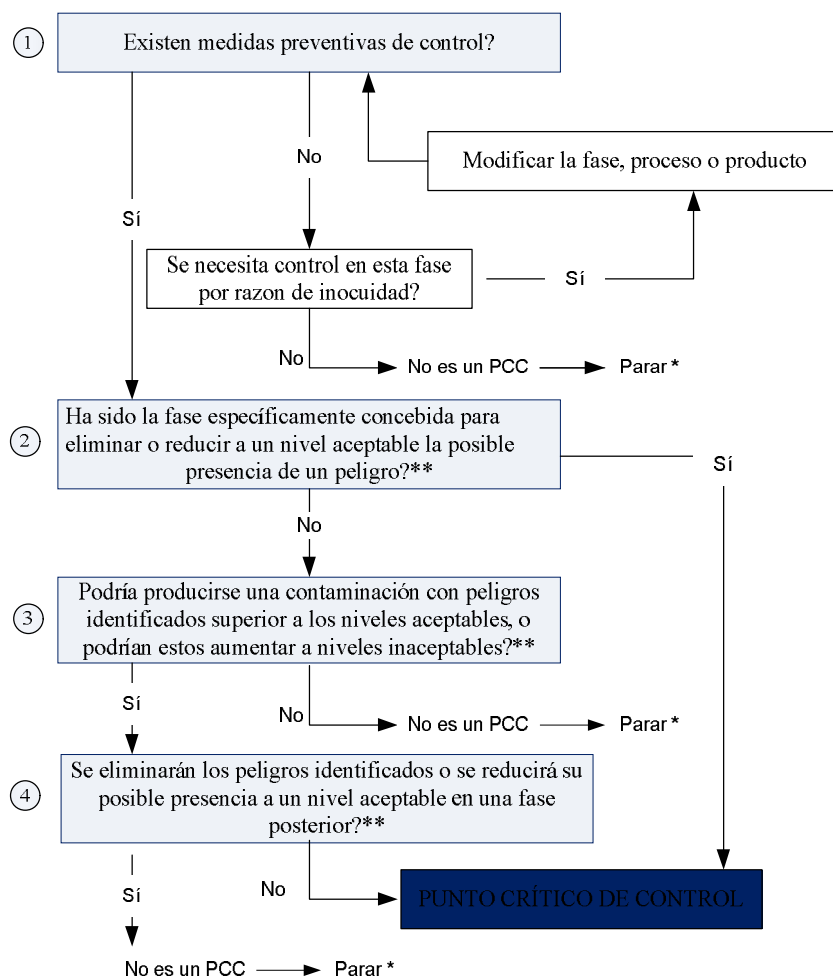 1
Existen medidas preventivas de control?
No
Modificar la fase, proceso o producto
Sí
Se necesita control en esta fase
por razon de inocuidad?
Sí
No
No es un PCC
Parar *
2
Ha sido la fase específicamente concebida para
eliminar o reducir a un nivel aceptable la posible
presencia de un peligro?**
Sí
No
3
Podría producirse una contaminación con peligros
identificados superior a los niveles aceptables, o
podrían estos aumentar a niveles inaceptables?**
Sí
No
No es un PCC
Parar *
4
Se eliminarán los peligros identificados o se reducirá su
posible presencia a un nivel aceptable en una fase
posterior?**
Sí
No
PUNTO CRÍTICO DE CONTROL
No es un PCC
Parar *